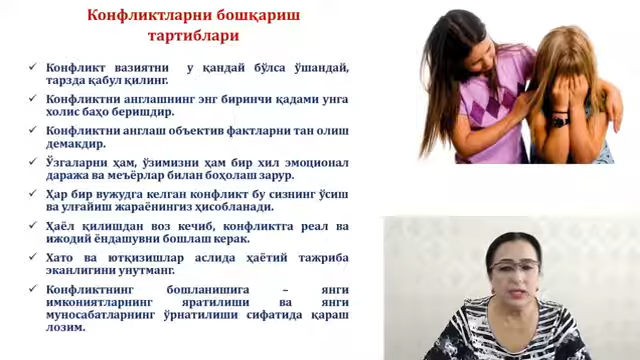 Конфликтларни бошқариш
тартиблари
✓ Конфликт вазиятни у қандай бўлса ўшандай,
тарзда қабул қилинг.
✓ Конфликтни англашнинг энг биринчи қадами унга
холис баҳо беришдир.
✓ Конфликтни англаш объектив фактларни тан олиш
демакдир.
✓ Ўзгаларни ҳам, ўзимизни ҳам бир хил эмоционал
даража ва меъёрлар билан боҳолаш зарур.
✓ Ҳар бир вужудга келган конфликт бу сизнинг ўсиш
ва улғайиш жараёнингиз ҳисобланади.
✓ Ҳаёл қилишдан воз кечиб, конфликтга реал ва
ижодий ёндашувни бошлаш керак.
✓ Хато ва ютқизишлар аслида ҳаётий тажриба
эканлигини унутманг.
✓ Конфликтнинг бошланишига – янги
имкониятларнинг яратилиши ва янги
муносабатларнинг ўрнатилиши сифатида қараш
лозим.